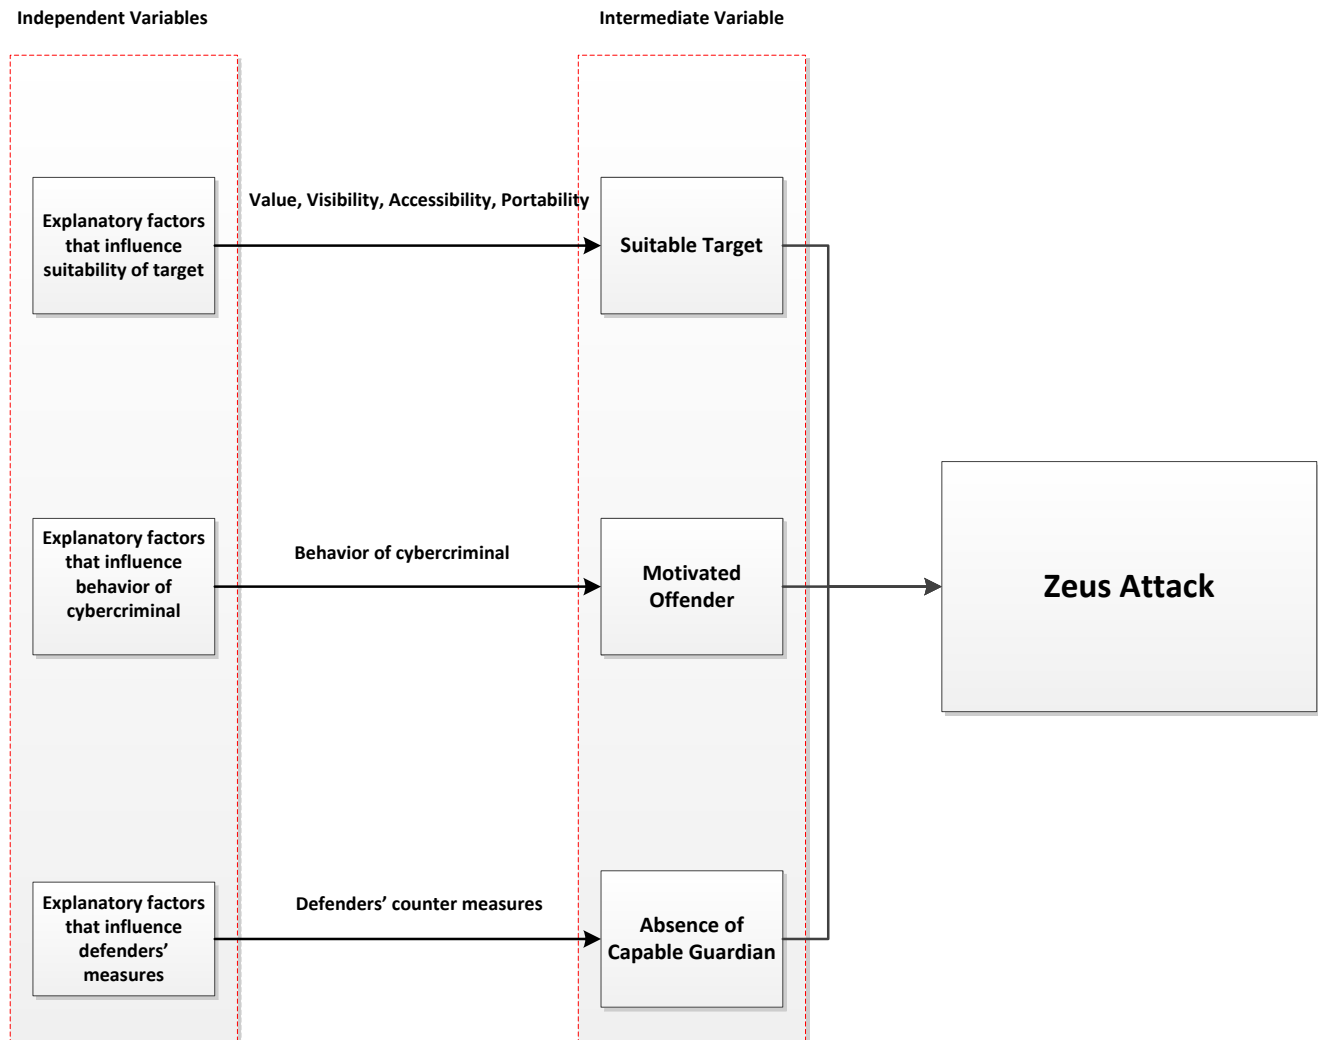 Independent Variables
Intermediate Variable
Explanatory factors
that influence
suitability of target
Value, Visibility, Accessibility, Portability
Suitable Target
Explanatory factors
that influence
behavior of
cybercriminal
Behavior of cybercriminal
Motivated
Offender
Zeus Attack
Explanatory factors
that influence
defenders’
measures
Defenders’ counter measures
Absence of
Capable Guardian